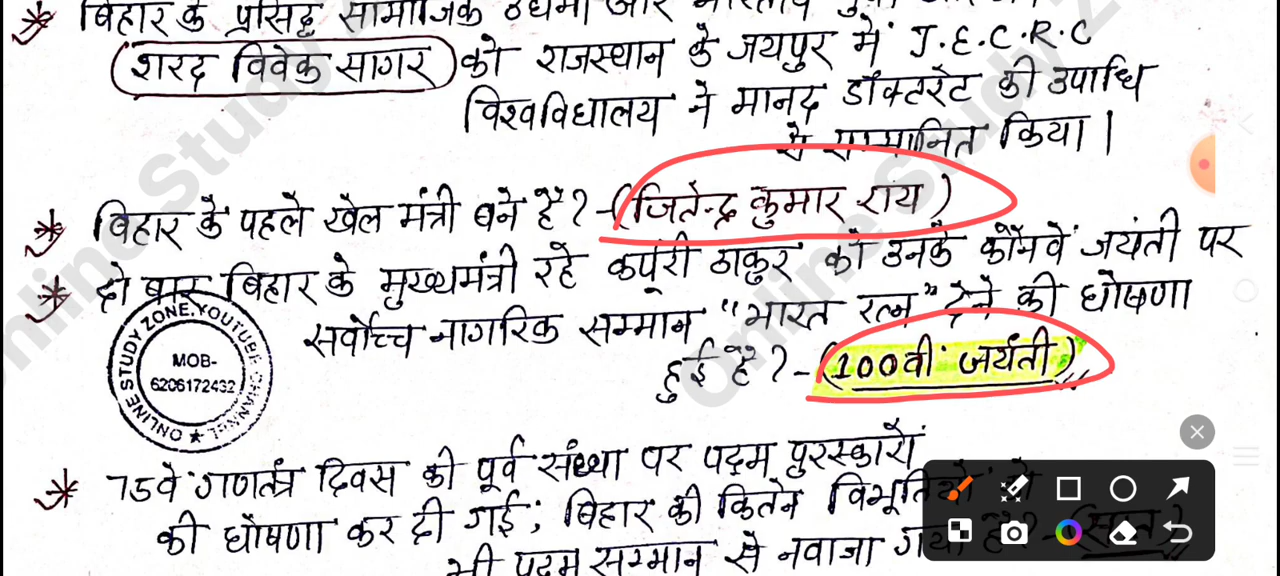 * बिहार के प्रसिद्ध सामाजिक उद्यमी और
(शरद विवेक सागर) को राजस्थान के जयपुर में J.E.C.R.C
विश्वविद्यालय ने मानद डॉक्टरेट की उपाधि
से सम्मानित किया।
* बिहार के पहले खेल मंत्री बने है? - (जितेन्द्र कुमार राय)
* दो बार बिहार के मुख्यमंत्री रहे कर्पूरी ठाकुर को उनके कौनवें जयंती पर
सर्वोच्च नागरिक सम्मान "भारत रत्न" देने की घोषणा
हुई है? - (100वीं जयंती)
ONLINE STUDY ZONE, YOUTUBE CHANNEL
MOB-
6206172432
* 75वें गणतंत्र दिवस की पूर्व संध्या पर पद्म पुरस्कारों
की घोषणा कर दी गई; बिहार की कितने विभूतियों को
भी पद्म सम्मान से नवाजा गया है? - (सात)
Online Study Z